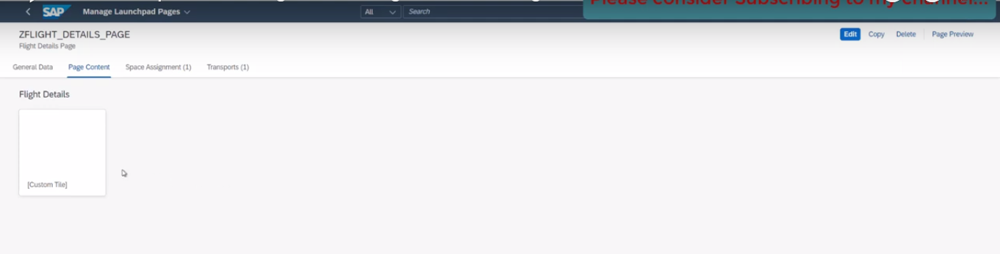 SAP Manage Launchpad Pages All Search
Please consider Subscribing to my channel...
ZFLIGHT_DETAILS_PAGE
Flight Details Page
Edit Copy Delete Page Preview
General Data Page Content Space Assignment (1) Transports (1)
Flight Details
[Custom Tile]